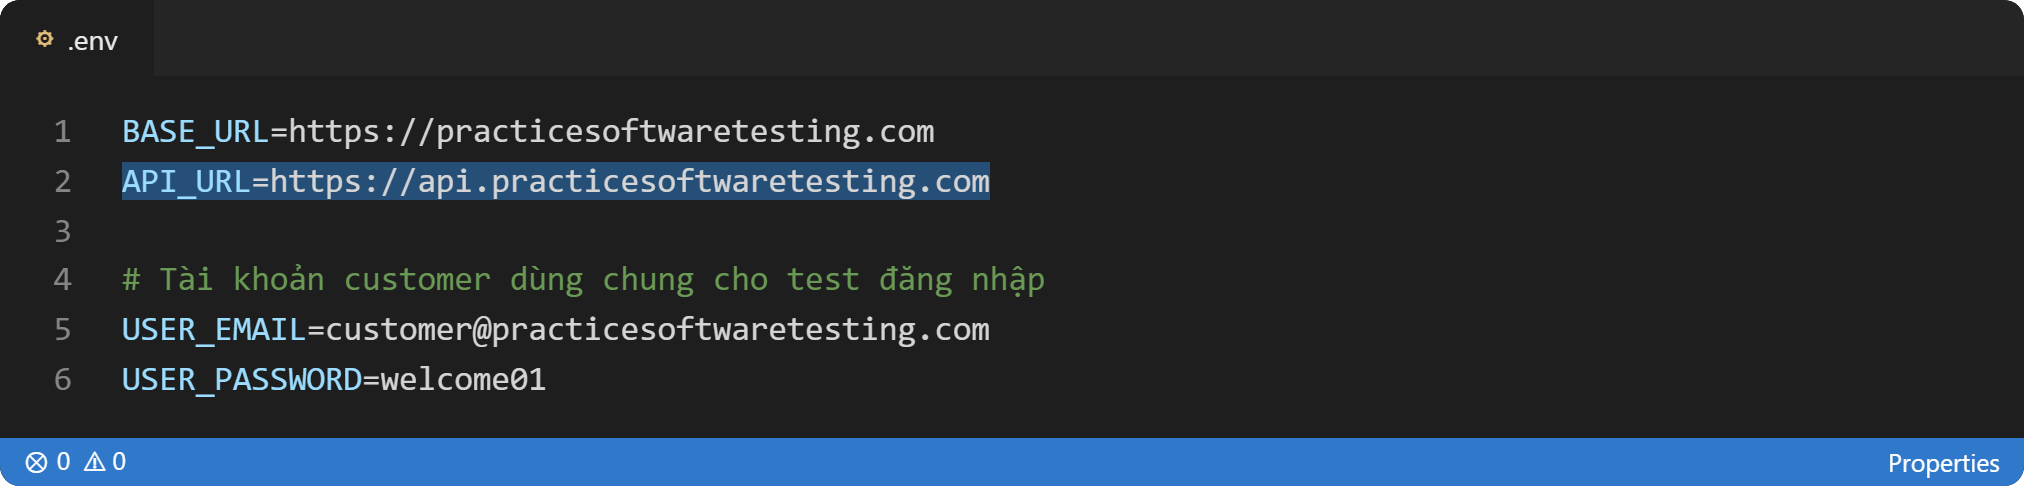 .env
1 BASE_URL=https://practicesoftwaretesting.com
2 API_URL=https://api.practicesoftwaretesting.com
3
4 # Tài khoản customer dùng chung cho test đăng nhập
5 USER_EMAIL=customer@practicesoftwaretesting.com
6 USER_PASSWORD=welcome01
0 0 Properties